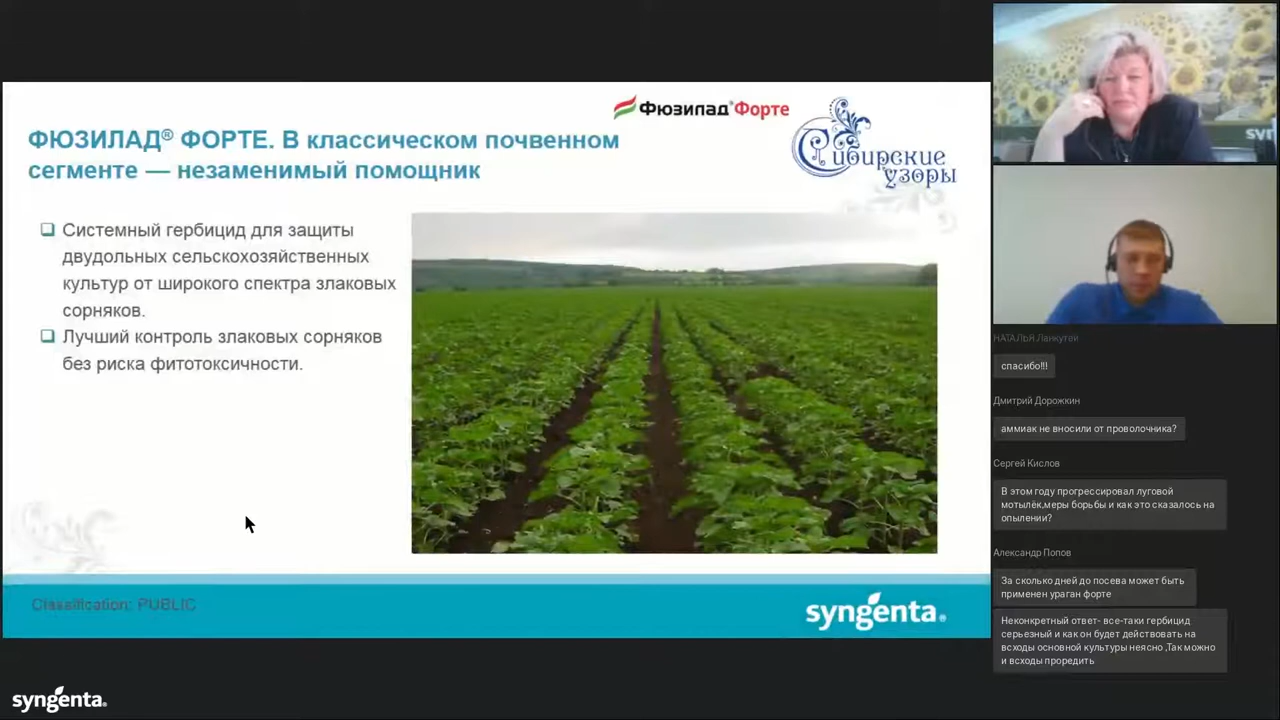 Фюзилад® Форте
Сибирские
узоры
ФЮЗИЛАД® ФОРТЕ. В классическом почвенном
сегменте — незаменимый помощник
Системный гербицид для защиты
двудольных сельскохозяйственных
культур от широкого спектра злаковых
сорняков.
Лучший контроль злаковых сорняков
без риска фитотоксичности.
Classification: PUBLIC
syngenta®
syngenta®
syn
НАТАЛЬЯ Ланкутой
спасибо!!!
Дмитрий Дорожкин
аммиак не вносили от проволочника?
Сергей Кислов
В этом году прогрессировал луговой
мотылёк,меры борьбы и как это сказалось на
опылении?
Александр Попов
За сколько дней до посева может быть
применен ураган форте
Неконкретный ответ- все-таки гербицид
серьезный и как он будет действовать на
всходы основной культуры неясно ,Так можно
и всходы проредить